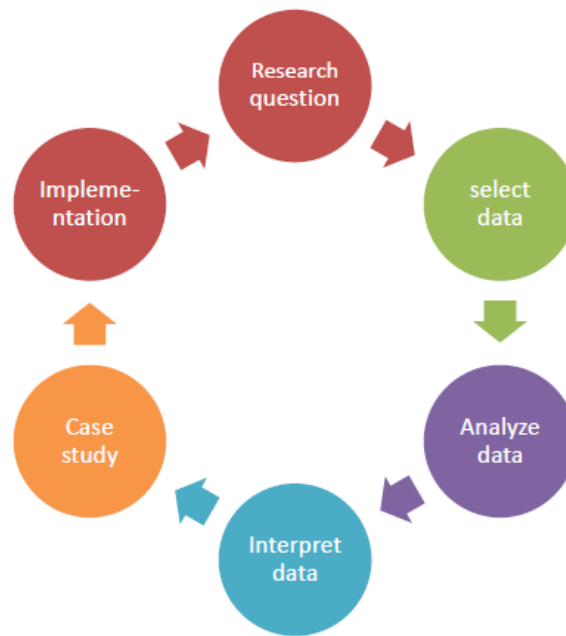 Research
question
select
data
Analyze
data
Interpret
data
Case
study
Impleme-
ntation